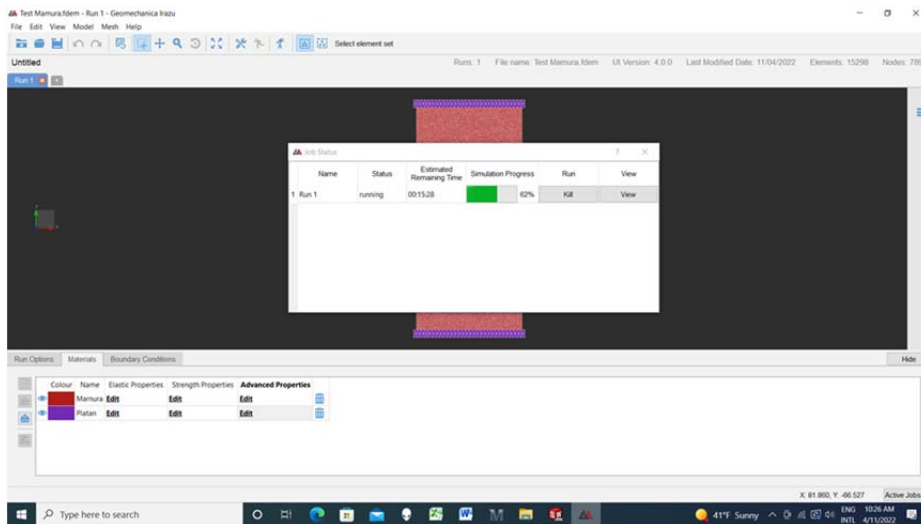 Test Mamura.fdem - Run 1 - Geomechanica Irazu
File Edit View Model Mesh Help
Select element set
Untitled
Runs: 1 File name: Test Mamura.fdem UI Version: 4.0.0 Last Modified Date: 11/04/2022 Elements: 15298 Nodes: 785
Run 1
Job Status
Name Status Estimated Remaining Time Simulation Progress Run View
1 Run 1 running 00:15:28 62% Kill View
Run Options Materials Boundary Conditions Hide
Colour Name Elastic Properties Strength Properties Advanced Properties
Mamura Edit Edit Edit
Platan Edit Edit Edit
X: 81.860, Y: -66.527 Active Jobs
Type here to search
41°F Sunny
ENG 10:26 AM
INTL 4/11/2022